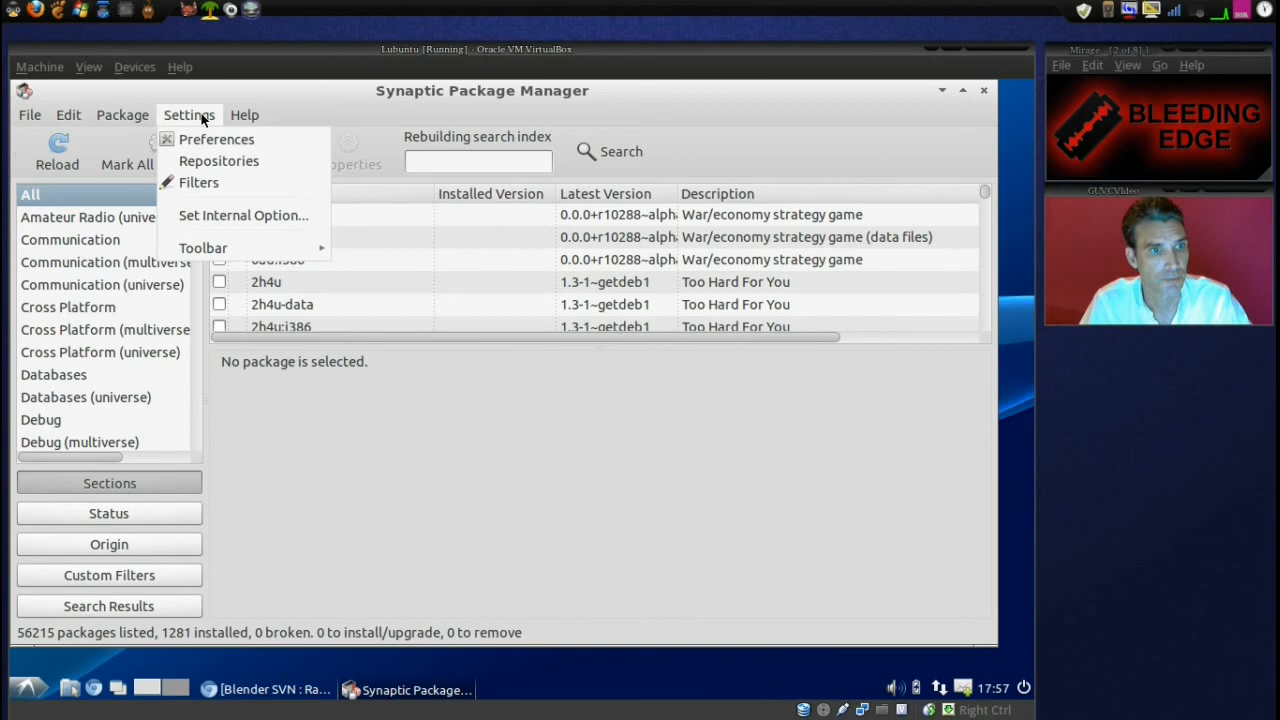 Lubuntu [Running] - Oracle VM VirtualBox
Machine View Devices Help
Synaptic Package Manager
File Edit Package Settings Help
Preferences
Repositories
Filters
Set Internal Option...
Toolbar
Reload
Mark All
operties
Rebuilding search index
Search
Installed Version Latest Version Description
0.0.0+r10288~alph War/economy strategy game
0.0.0+r10288~alph War/economy strategy game (data files)
0.0.0+r10288~alph War/economy strategy game
2h4u 1.3-1~getdeb1 Too Hard For You
2h4u-data 1.3-1~getdeb1 Too Hard For You
2h4u:i386 1.3-1~getdeb1 Too Hard For You
All
Amateur Radio (unive
Communication
Communication (multivers
Communication (universe)
Cross Platform
Cross Platform (multiverse
Cross Platform (universe)
Databases
Databases (universe)
Debug
Debug (multiverse)
Sections
Status
Origin
Custom Filters
Search Results
No package is selected.
56215 packages listed, 1281 installed, 0 broken. 0 to install/upgrade, 0 to remove
[Blender SVN : Ra...
Synaptic Package...
17:57
Right Ctrl
Mirage - [2 of 8] 1...
File Edit View Go Help
BLEEDING
EDGE
GUVCVIdeo